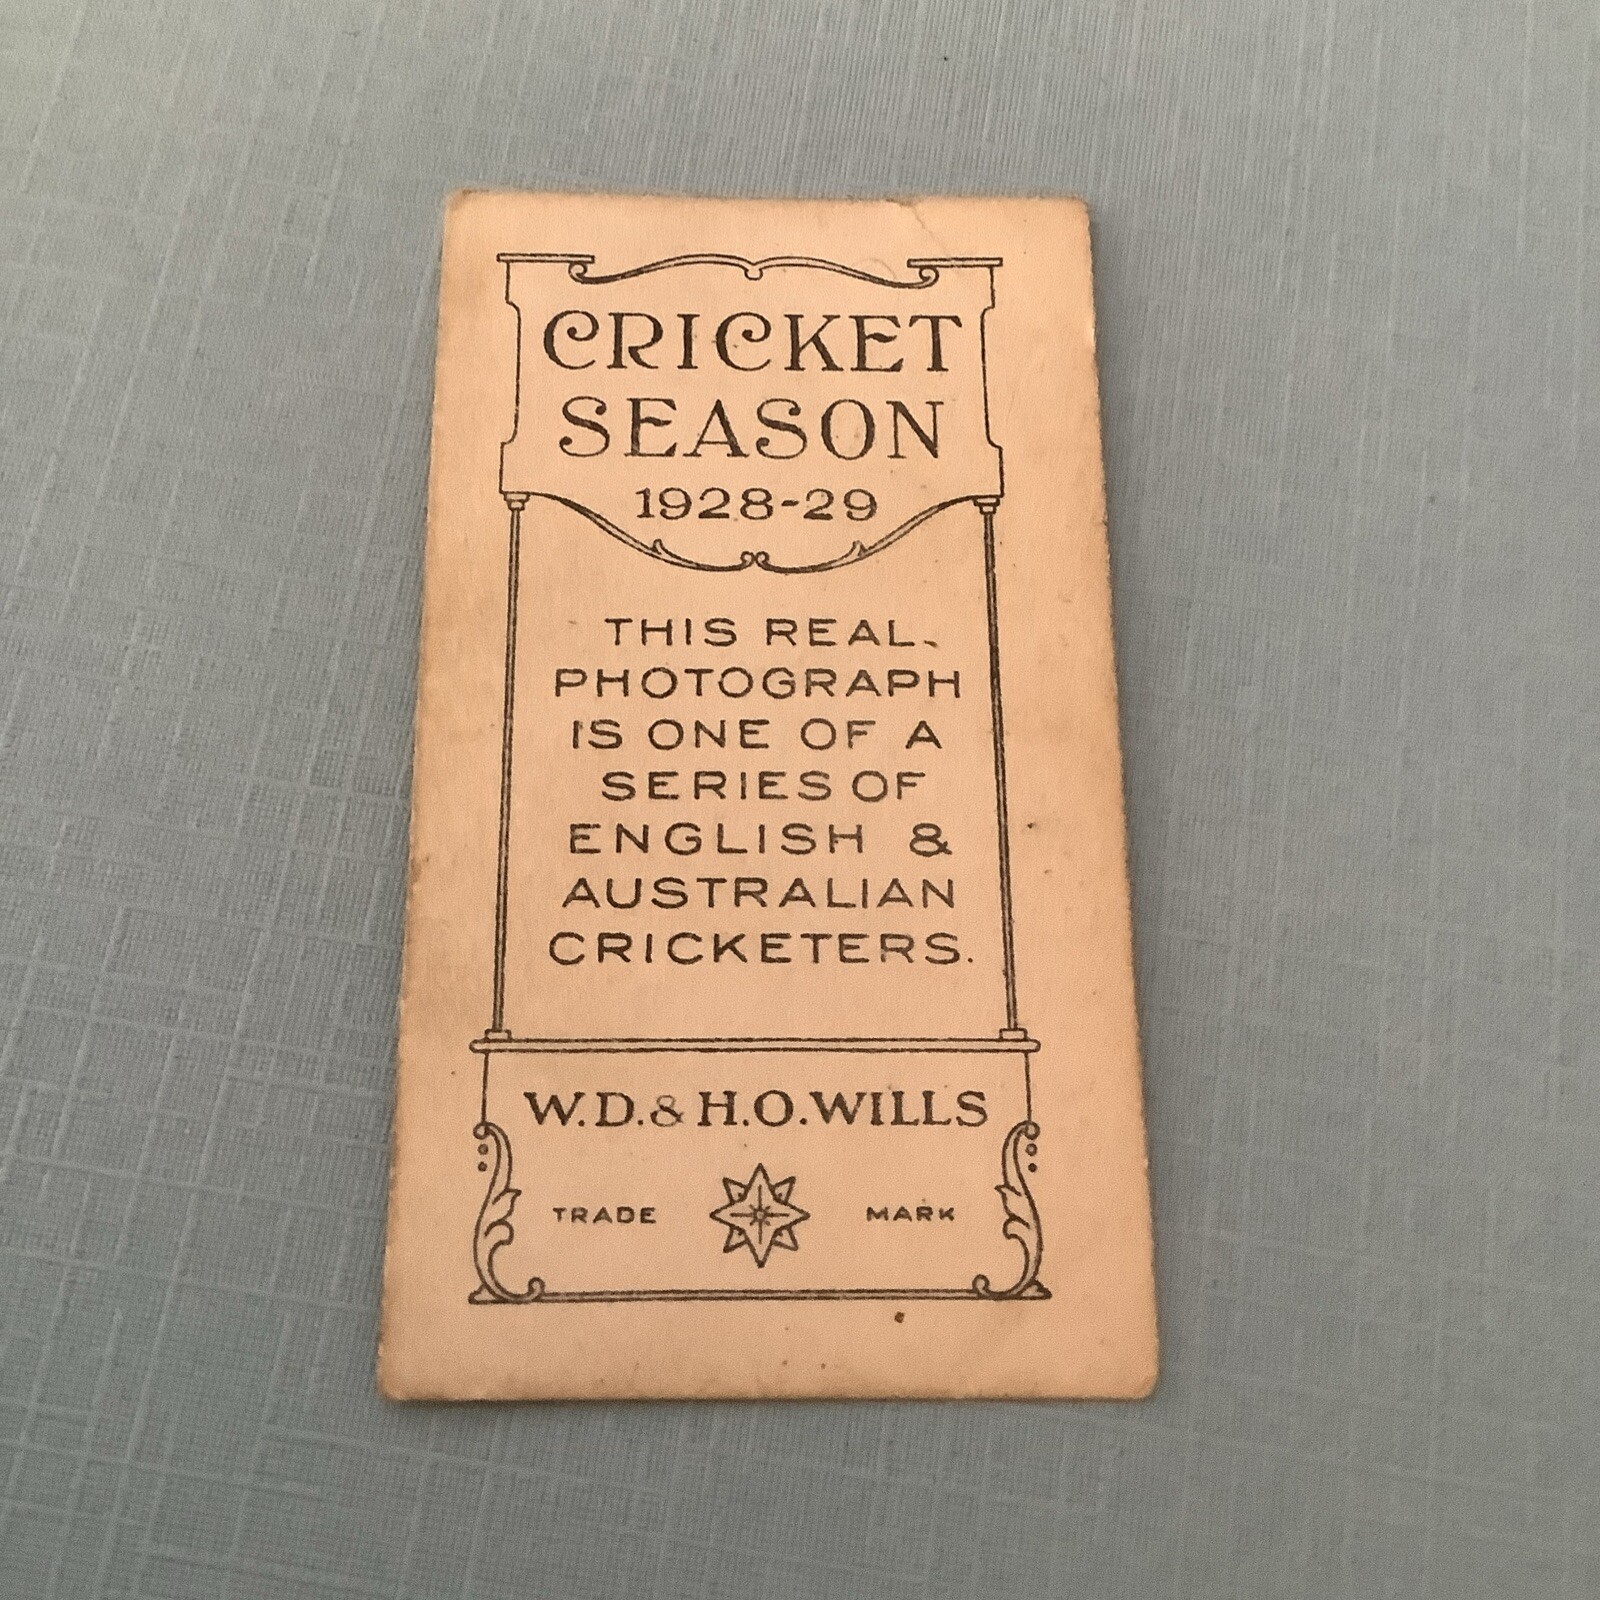 CRICKET
SEASON
1928-29
THIS REAL
PHOTOGRAPH
IS ONE OF A
SERIES OF
ENGLISH &
AUSTRALIAN
CRICKETERS.
W.D.& H.O.WILLS
TRADE MARK